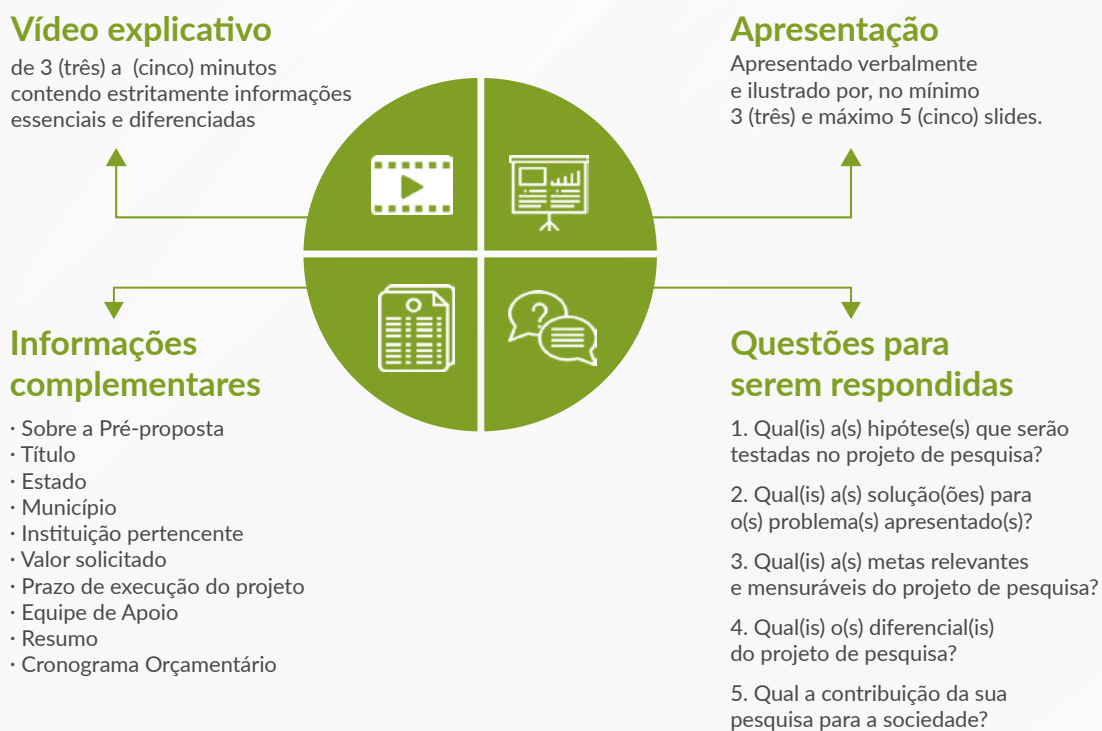 Vídeo explicativo
de 3 (três) a  (cinco) minutos
contendo estritamente informações
essenciais e diferenciadas
Apresentação
Apresentado verbalmente
e ilustrado por, no mínimo
3 (três) e máximo 5 (cinco) slides.
?
Informações
complementares
· Sobre a Pré-proposta
· Título
· Estado
· Município
· Instituição pertencente
· Valor solicitado
· Prazo de execução do projeto
· Equipe de Apoio
· Resumo
· Cronograma Orçamentário
Questões para
serem respondidas
1. Qual(is) a(s) hipótese(s) que serão
testadas no projeto de pesquisa?
2. Qual(is) a(s) solução(ões) para
o(s) problema(s) apresentado(s)?
3. Qual(is) a(s) metas relevantes
e mensuráveis do projeto de pesquisa?
4. Qual(is) o(s) diferencial(is)
do projeto de pesquisa?
5. Qual a contribuição da sua
pesquisa para a sociedade?